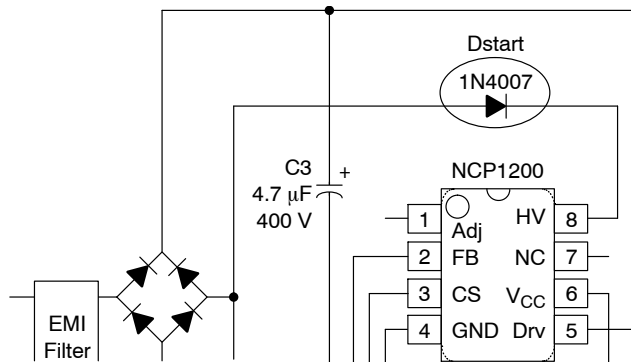 Dstart
1N4007
C3
+
4.7 μF
400 V
NCP1200
1 Adj HV 8
2 FB NC 7
3 CS VCC 6
4 GND Drv 5
EMI
Filter